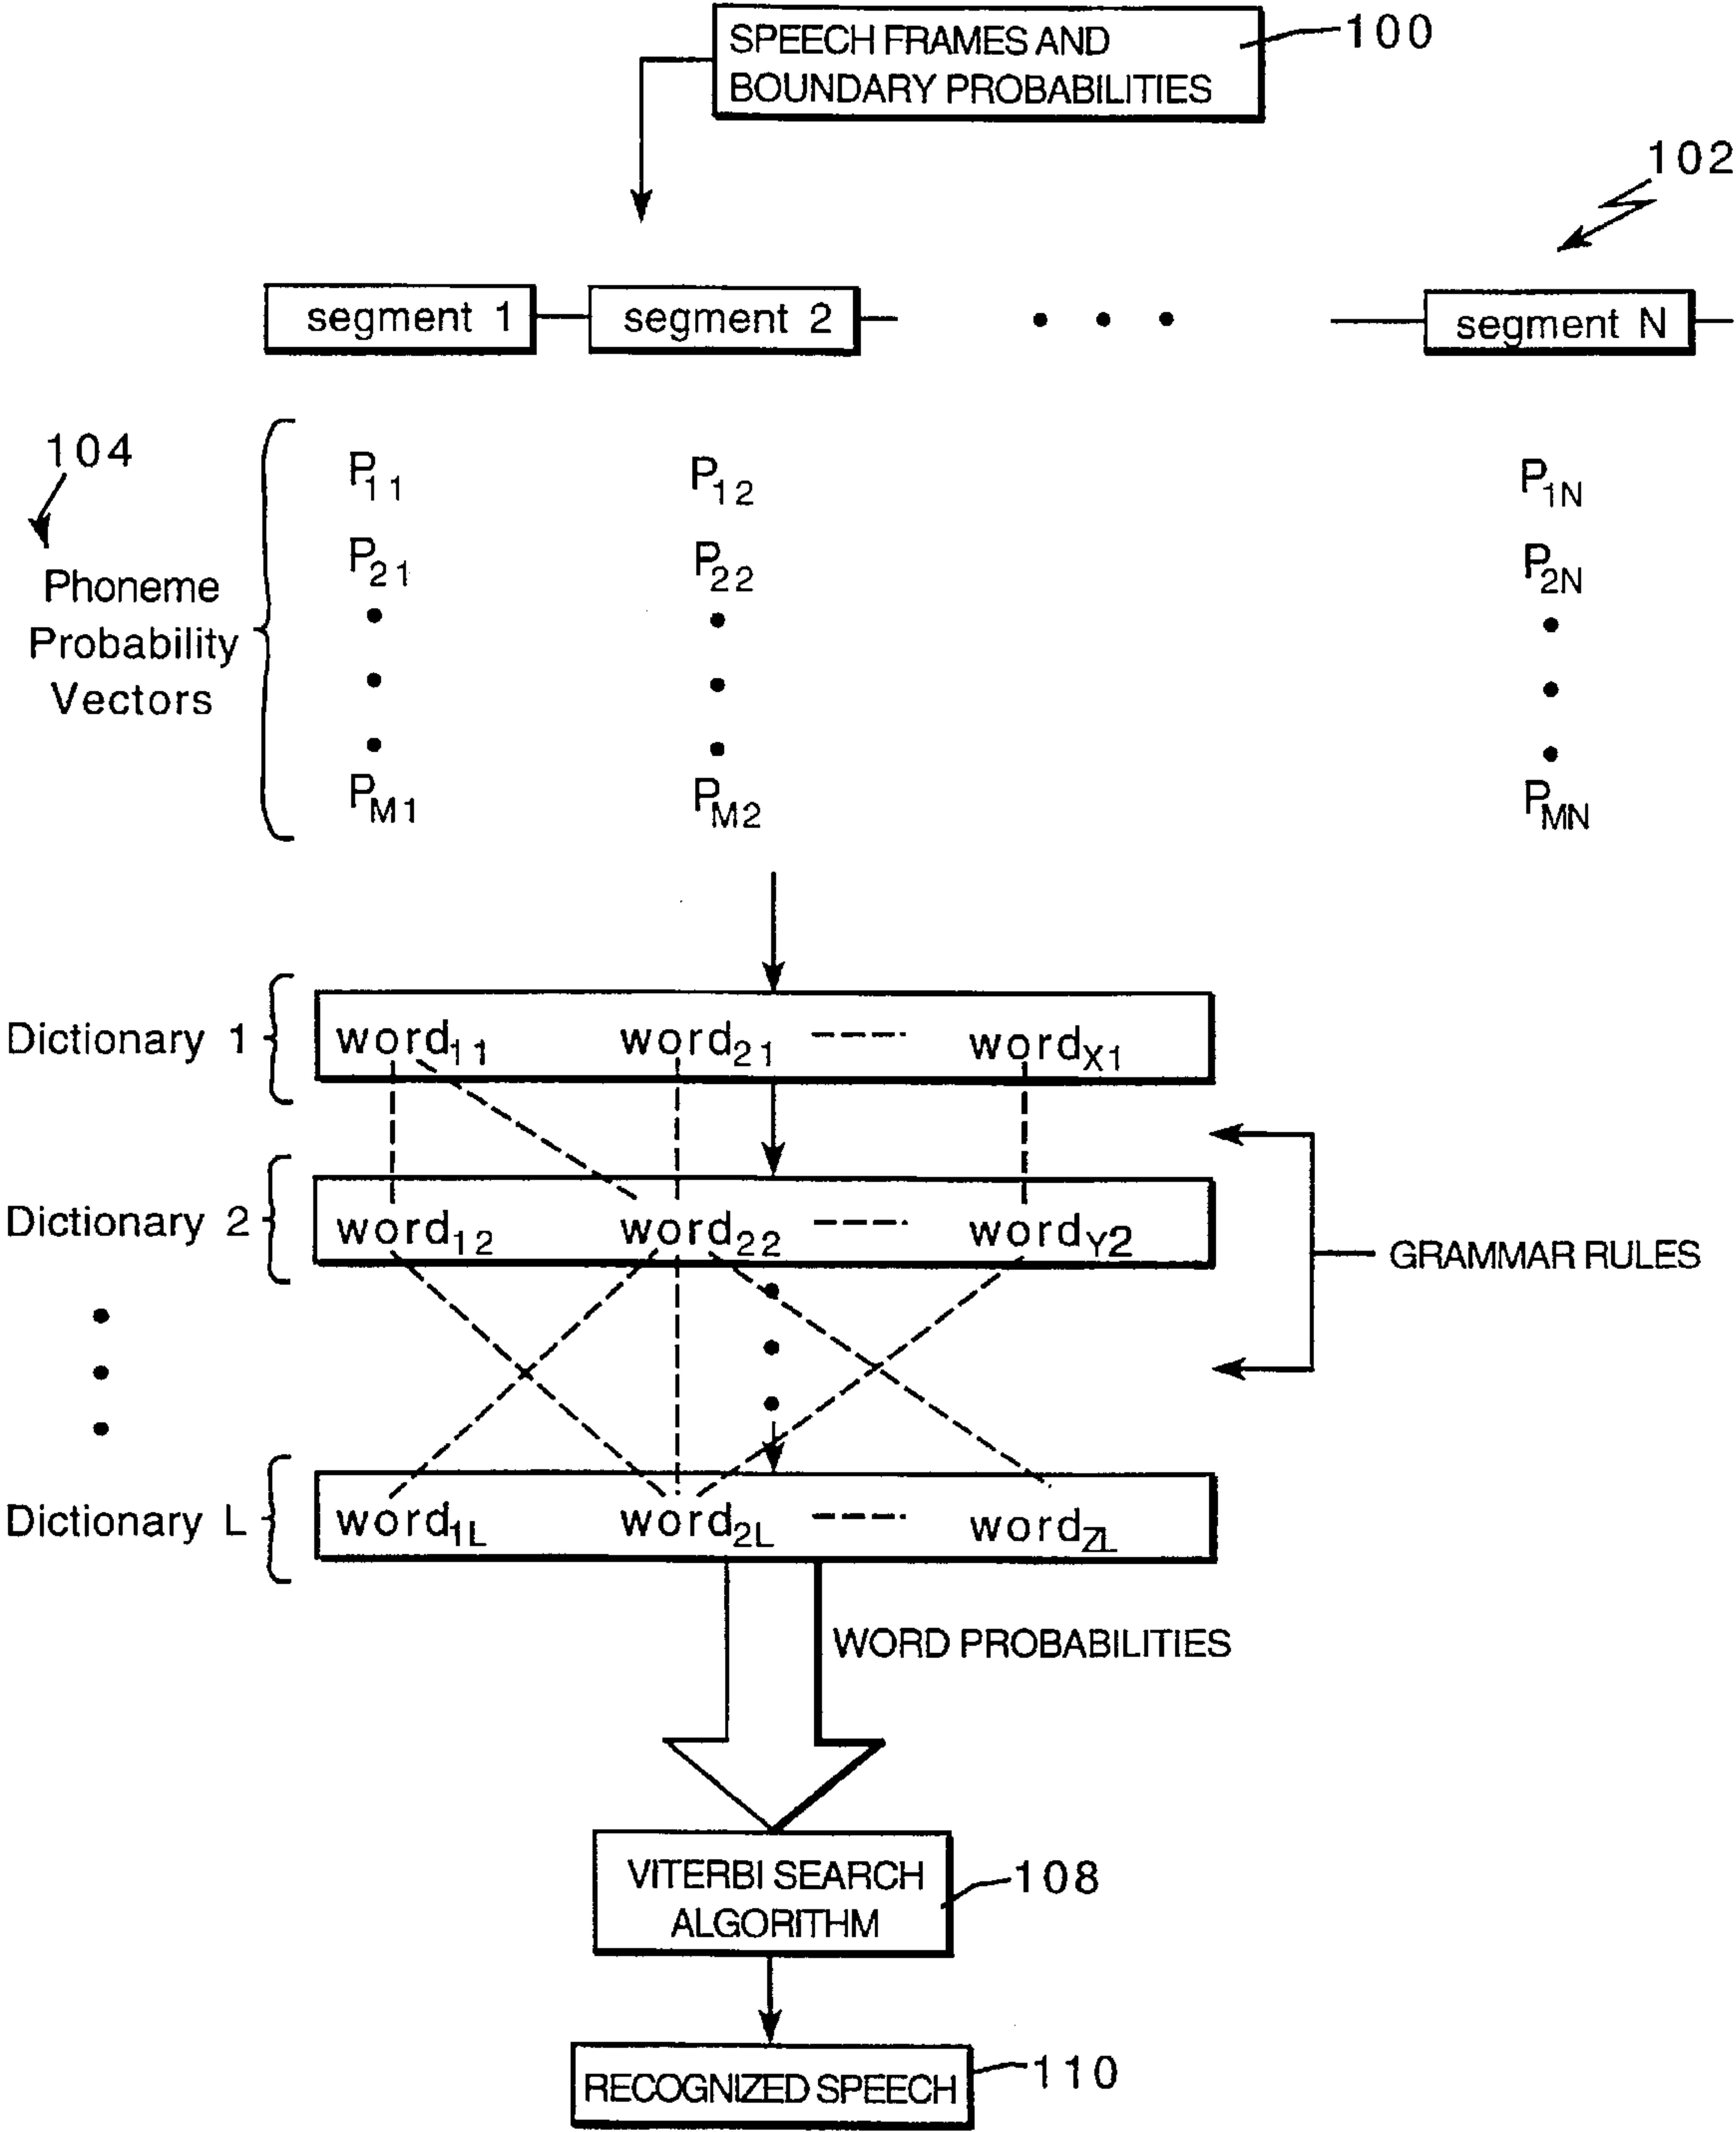 SPEECH FRAMES AND
BOUNDARY PROBABILITIES
100
102
segment 1
segment 2
segment N
104
Phoneme
Probability
Vectors
P11
P12
P1N
P21
P22
P2N
PM1
PM2
PMN
Dictionary 1
word11
word21
wordX1
Dictionary 2
word12
word22
wordY2
GRAMMAR RULES
Dictionary L
word1L
word2L
wordZL
WORD PROBABILITIES
VITERBI SEARCH
ALGORITHM
108
RECOGNIZED SPEECH
110